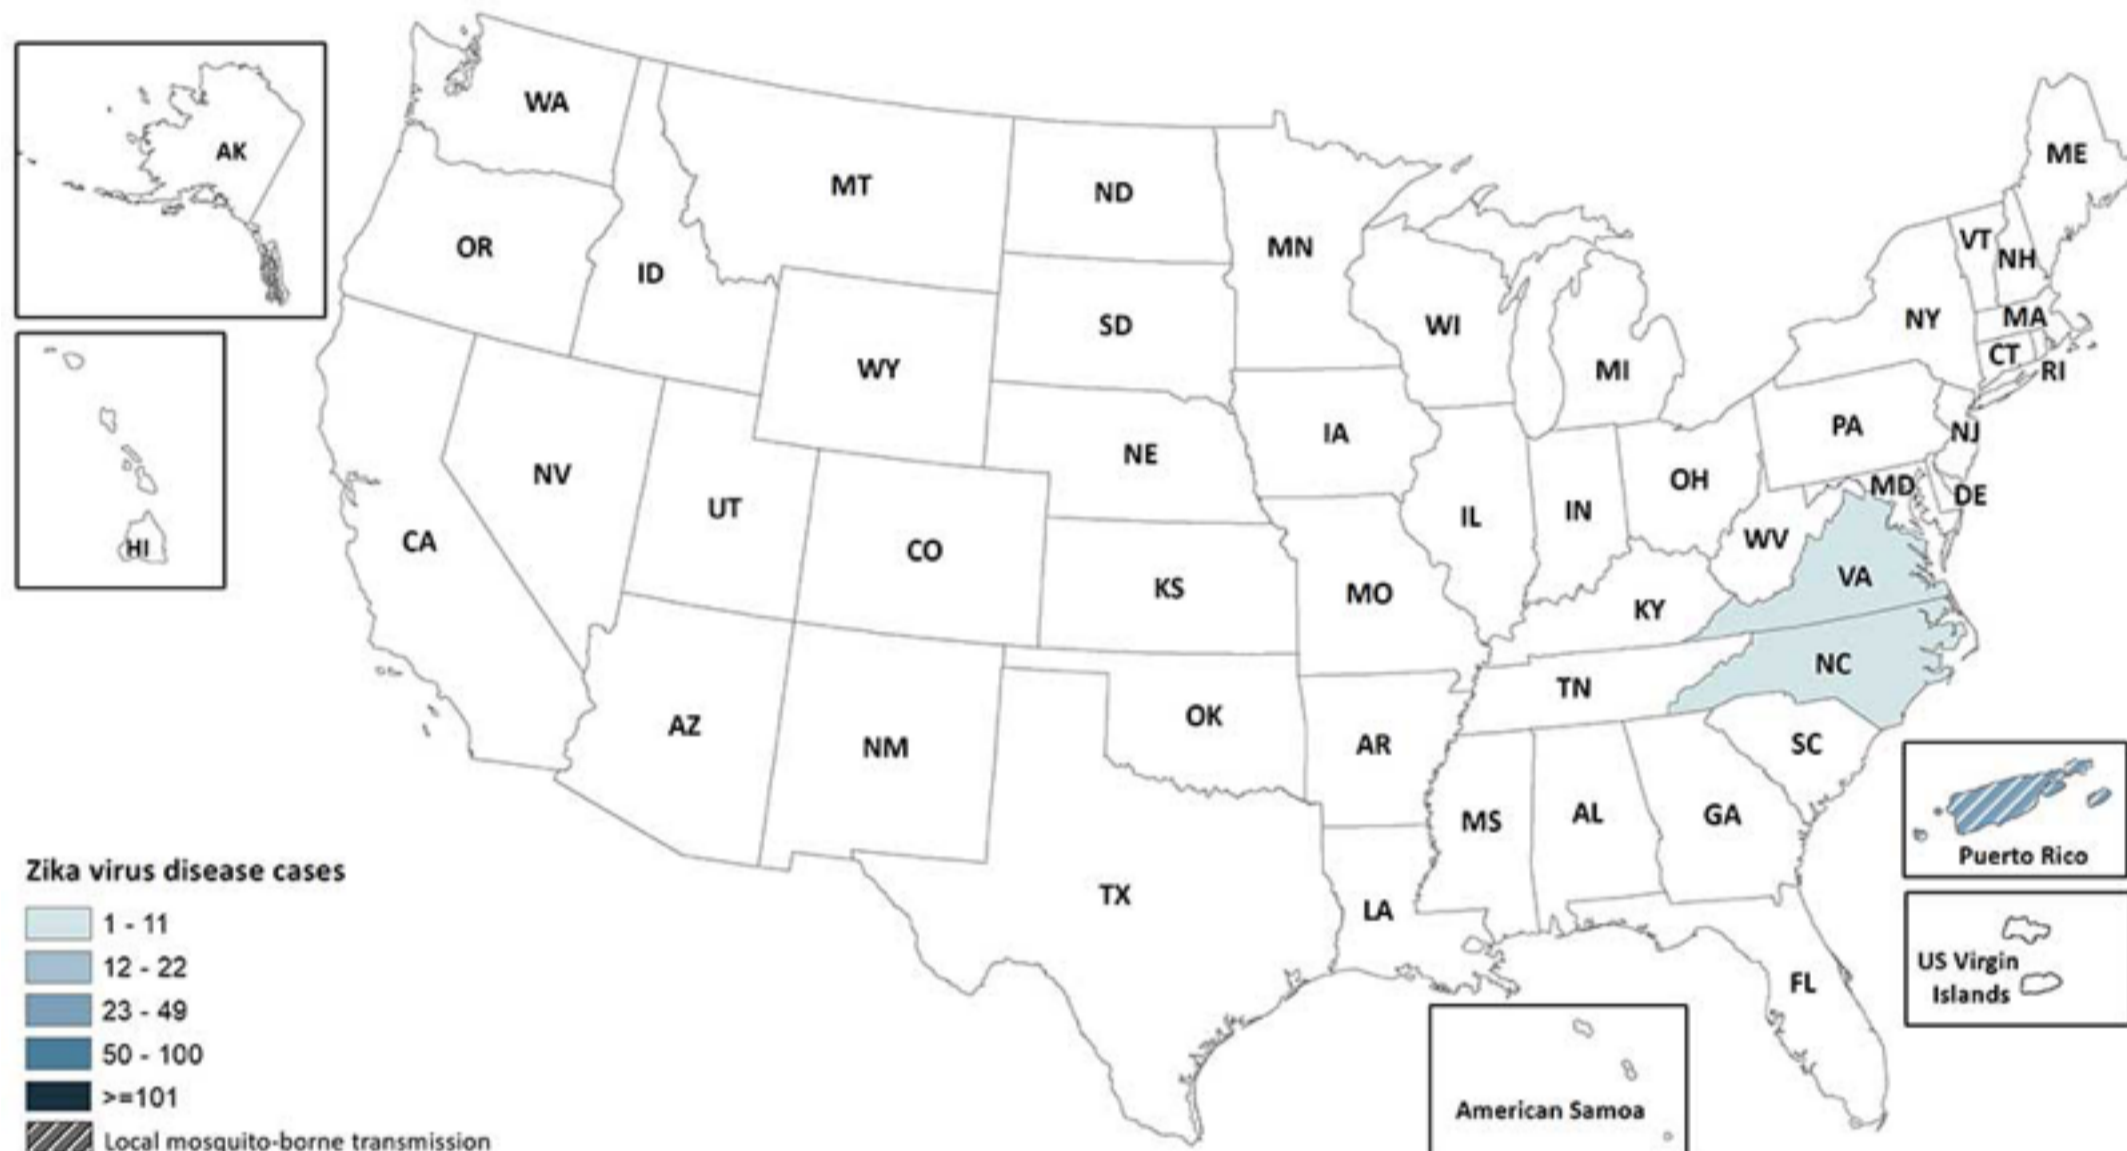 AK
HI
WA
OR
CA
ID
NV
MT
WY
UT
AZ
CO
NM
ND
SD
NE
KS
OK
TX
MN
IA
MO
AR
LA
WI
IL
MI
IN
OH
KY
TN
MS
AL
GA
FL
SC
NC
VA
WV
PA
NY
VT
NH
ME
MA
CT
RI
NJ
MD
DE
Puerto Rico
US Virgin
Islands
American Samoa
Zika virus disease cases
1 - 11
12 - 22
23 - 49
50 - 100
>=101
Local mosquito-borne transmission